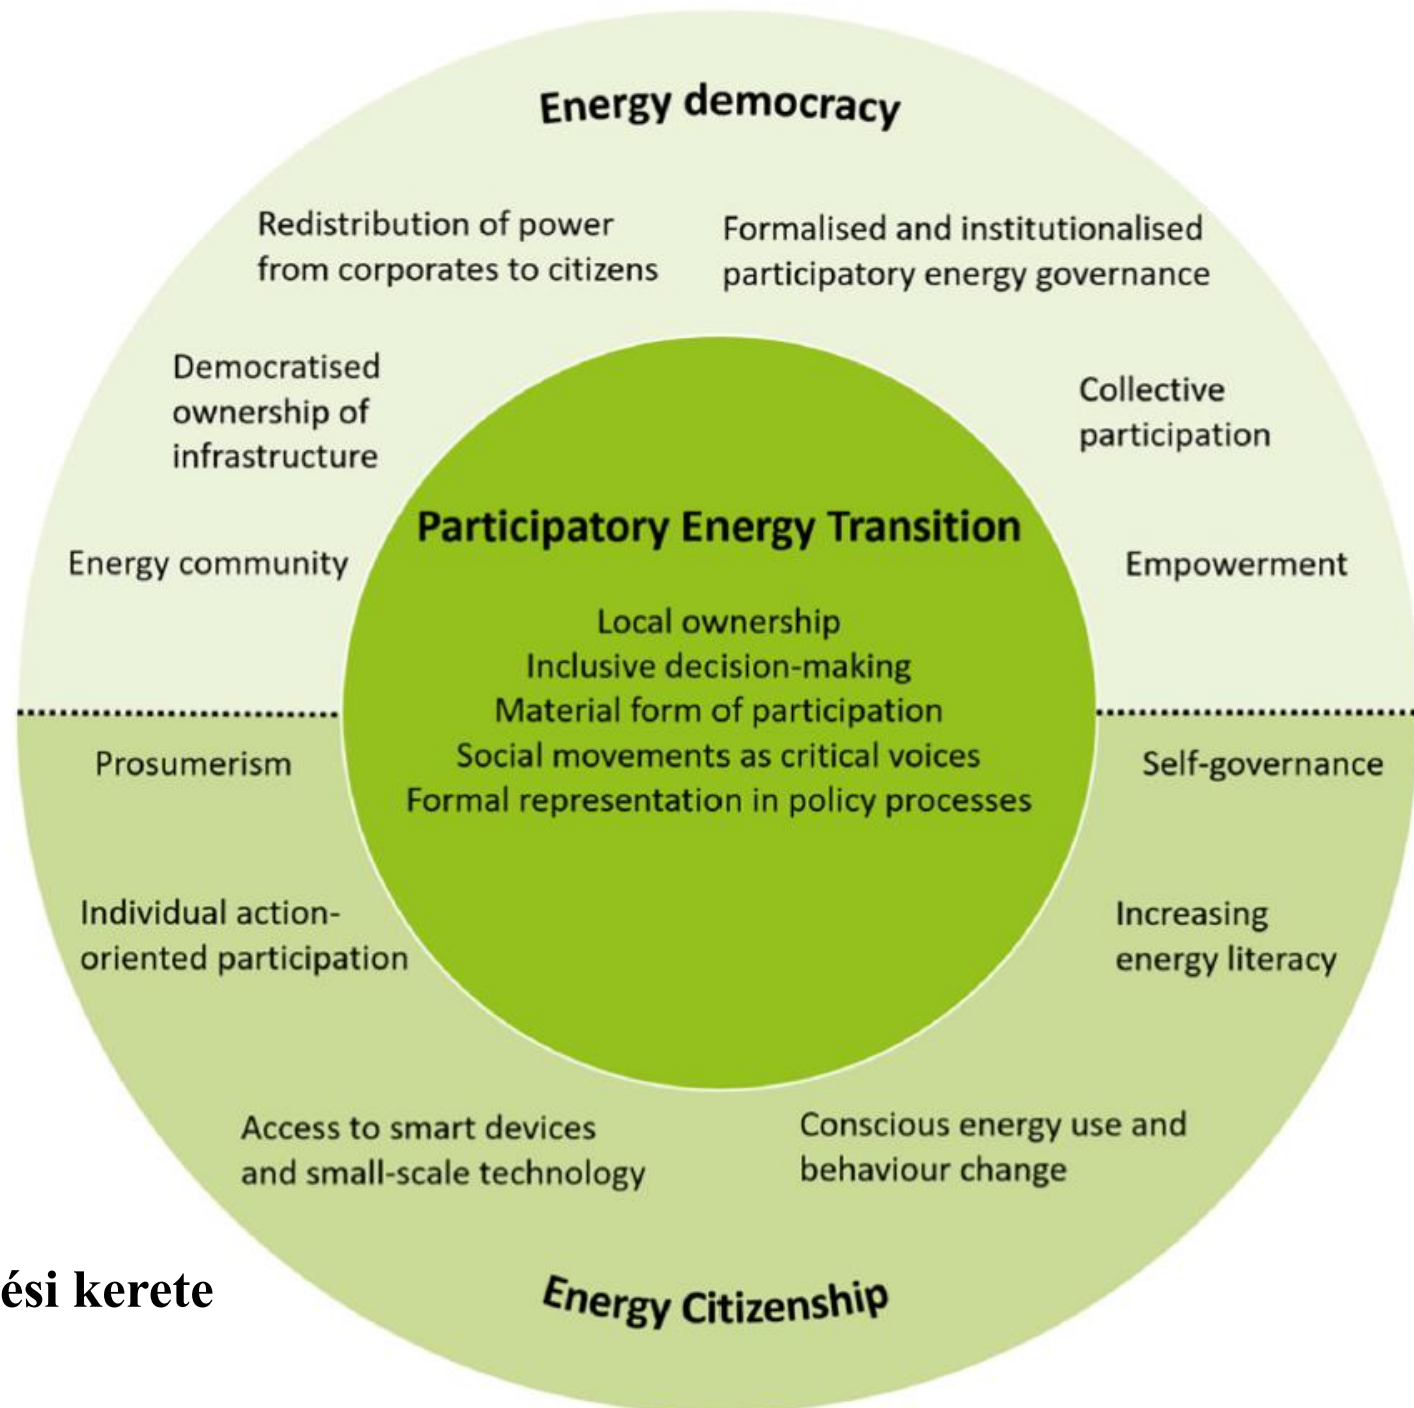 Energy democracy
Redistribution of power
from corporates to citizens
Formalised and institutionalised
participatory energy governance
Democratised
ownership of
infrastructure
Collective
participation
Energy community
Empowerment
Participatory Energy Transition
Local ownership
Inclusive decision-making
Material form of participation
Social movements as critical voices
Formal representation in policy processes
Prosumerism
Self-governance
Individual action-
oriented participation
Increasing
energy literacy
Access to smart devices
and small-scale technology
Conscious energy use and
behaviour change
ési kerete
Energy Citizenship